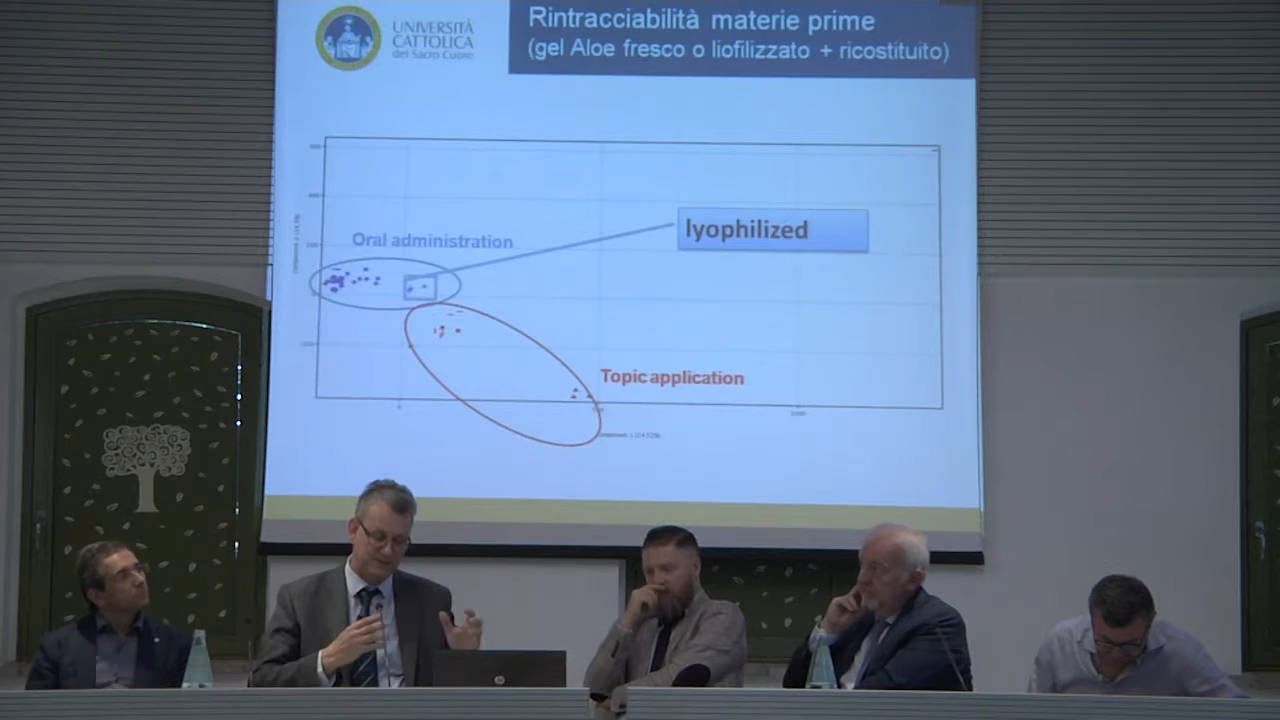 UNIVERSITÀ
CATTOLICA
del Sacro Cuore
Rintracciabilità materie prime
(gel Aloe fresco o liofilizzato + ricostituito)
lyophilized
Oral administration
Topic application